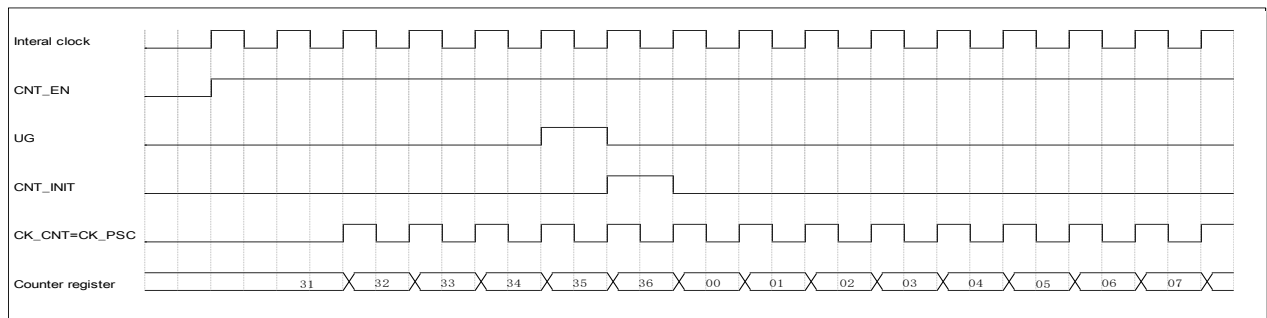 Interal clock
CNT_EN
UG
CNT_INIT
CK_CNT=CK_PSC
Counter register 31 32 33 34 35 36 00 01 02 03 04 05 06 07